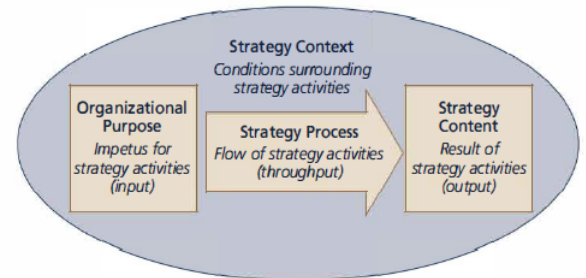 Strategy Context
Conditions surrounding
strategy activities
Organizational
Purpose
Impetus for
strategy activities
(input)
Strategy Process
Flow of strategy activities
(throughput)
Strategy
Content
Result of
strategy activities
(output)